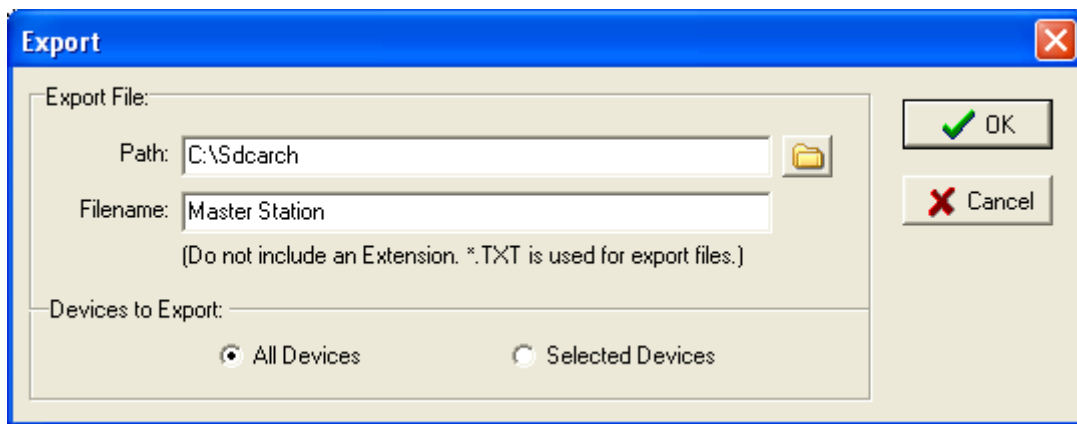 Export
Export File:
Path: C:\Sdcarch
OK
Filename: Master Station
Cancel
(Do not include an Extension. *.TXT is used for export files.)
Devices to Export:
All Devices Selected Devices